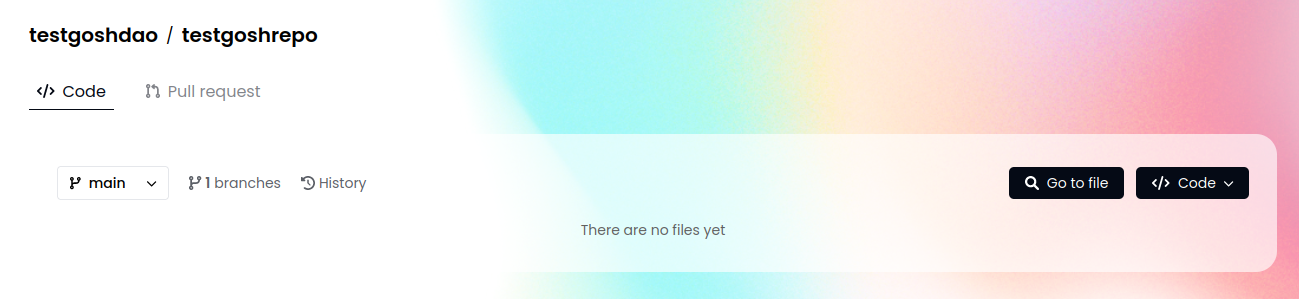 testgoshdao / testgoshrepo
Code Pull request
main 1 branches History Go to file Code
There are no files yet